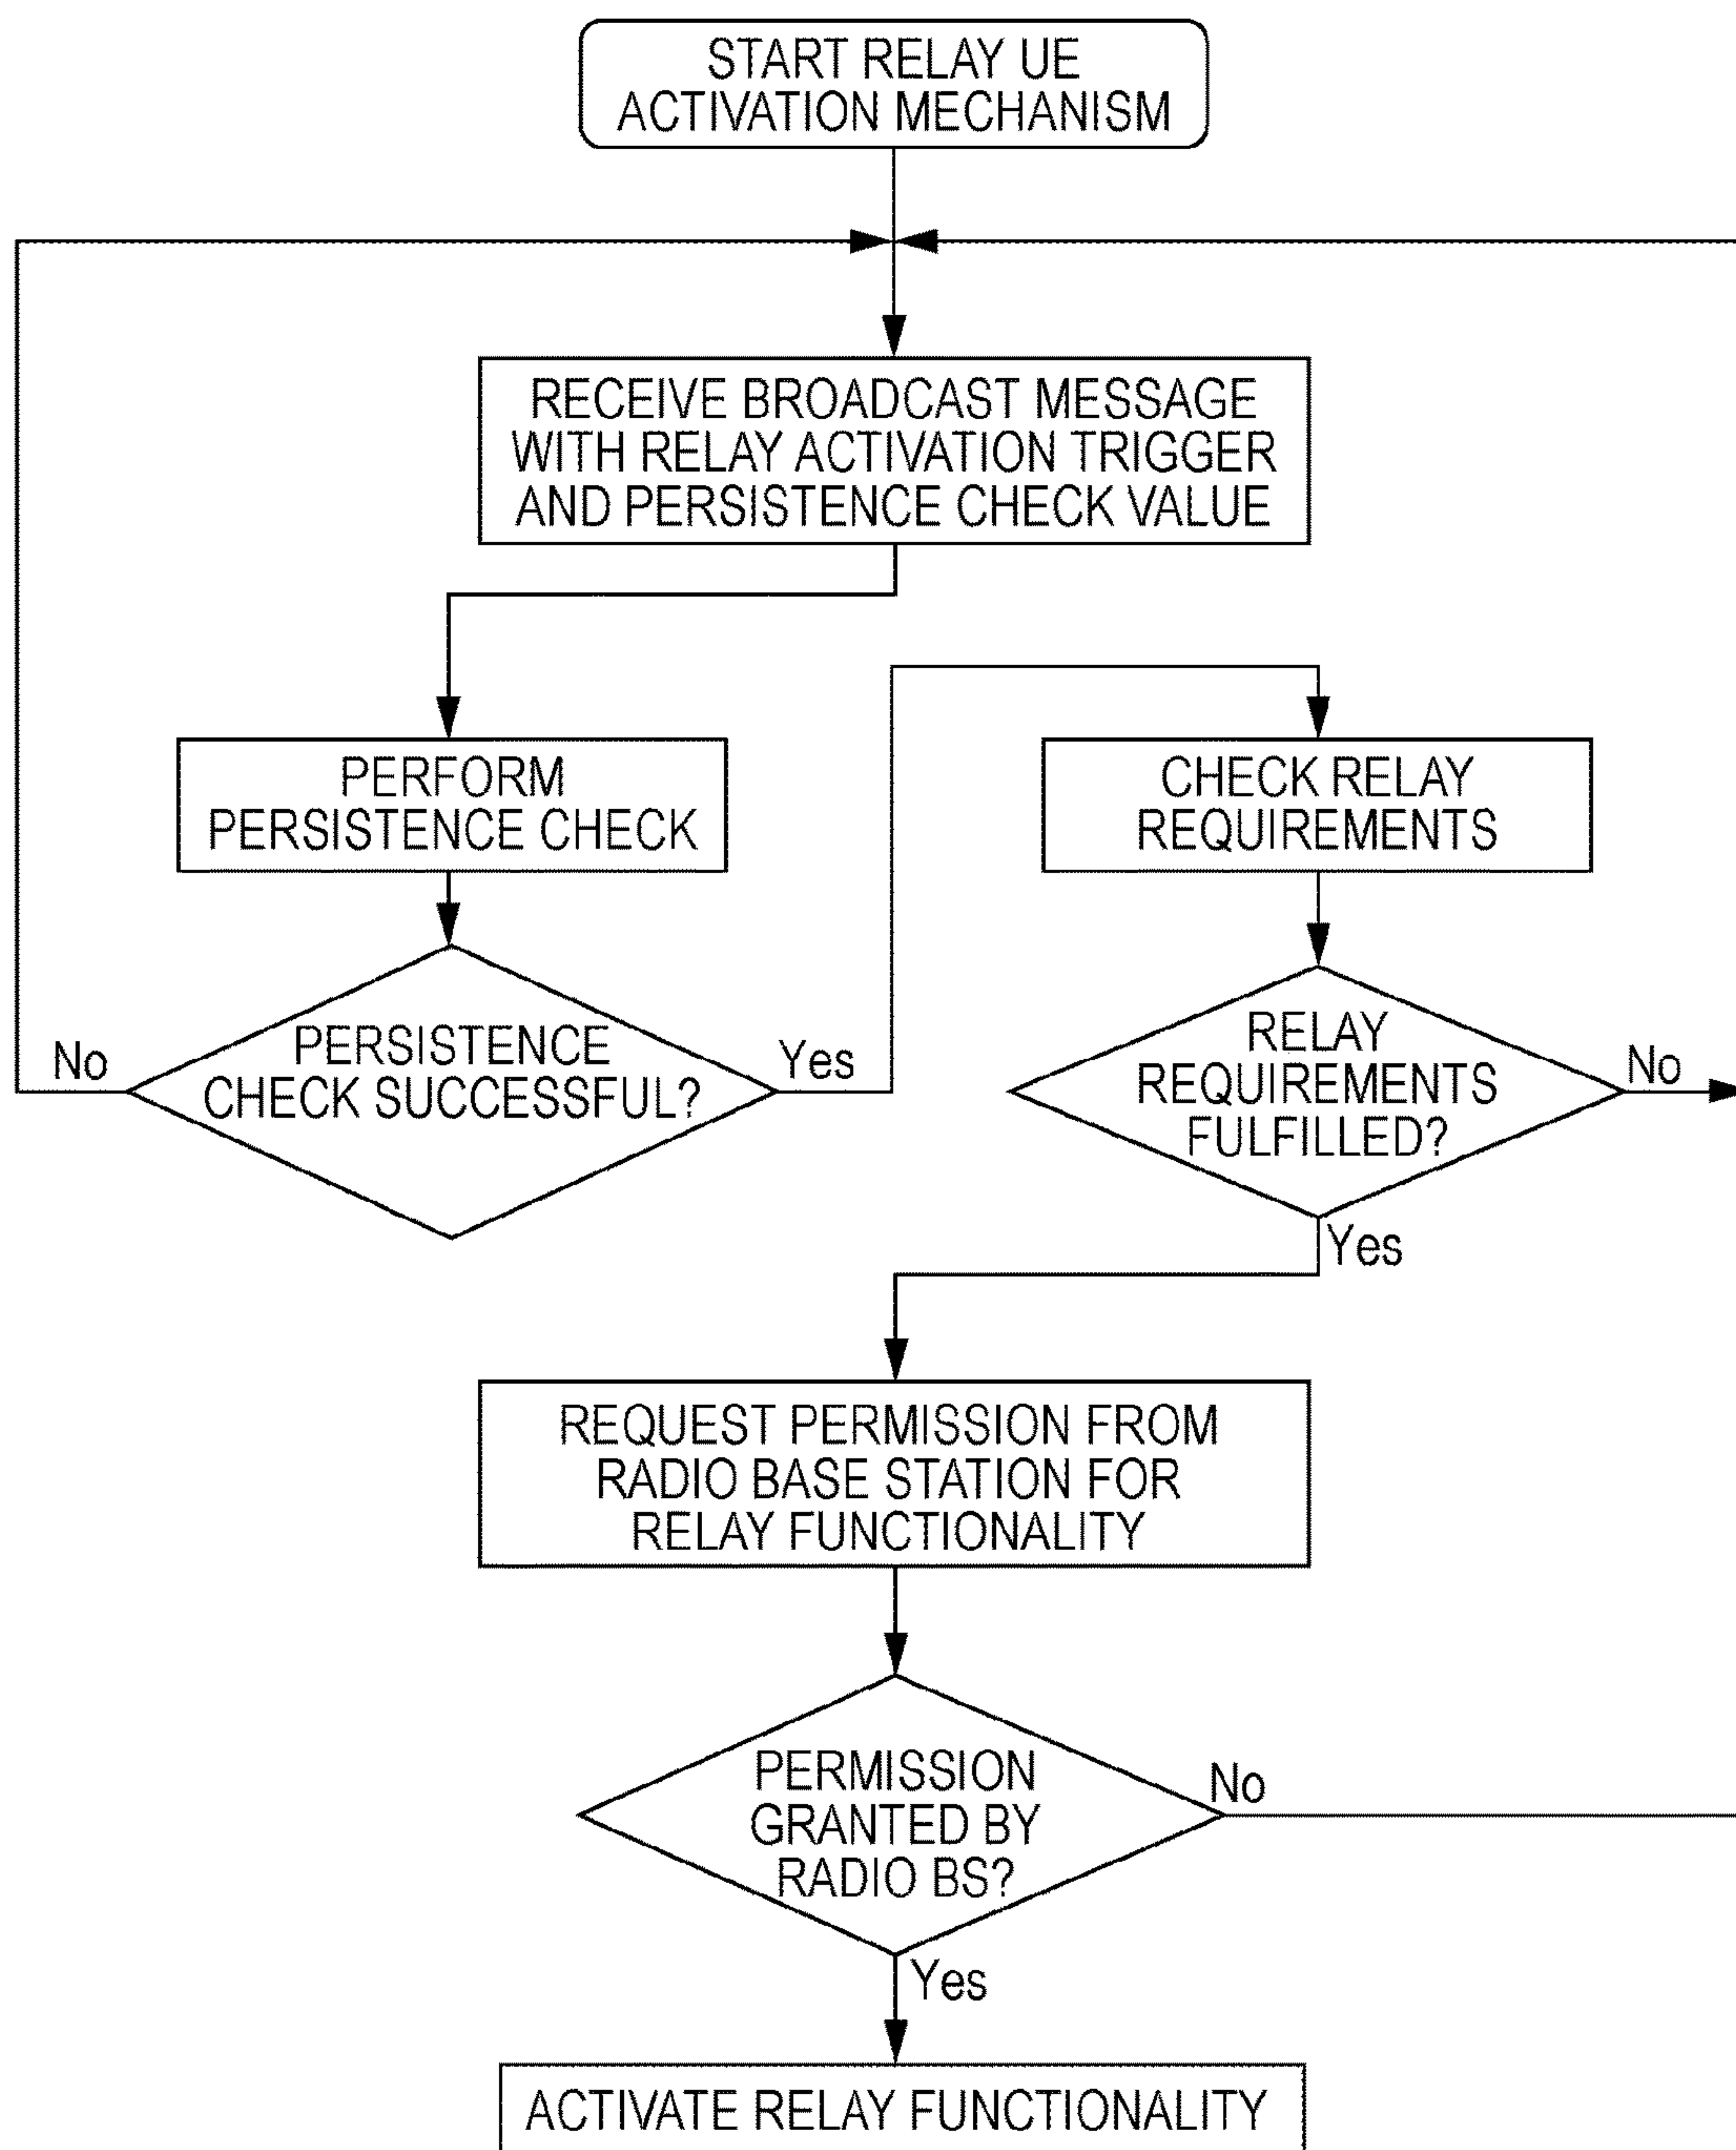 START RELAY UE
ACTIVATION MECHANISM
RECEIVE BROADCAST MESSAGE
WITH RELAY ACTIVATION TRIGGER
AND PERSISTENCE CHECK VALUE
PERFORM
PERSISTENCE CHECK
CHECK RELAY
REQUIREMENTS
No
PERSISTENCE
CHECK SUCCESSFUL?
Yes
RELAY
REQUIREMENTS
FULFILLED?
No
Yes
REQUEST PERMISSION FROM
RADIO BASE STATION FOR
RELAY FUNCTIONALITY
PERMISSION
GRANTED BY
RADIO BS?
No
Yes
ACTIVATE RELAY FUNCTIONALITY